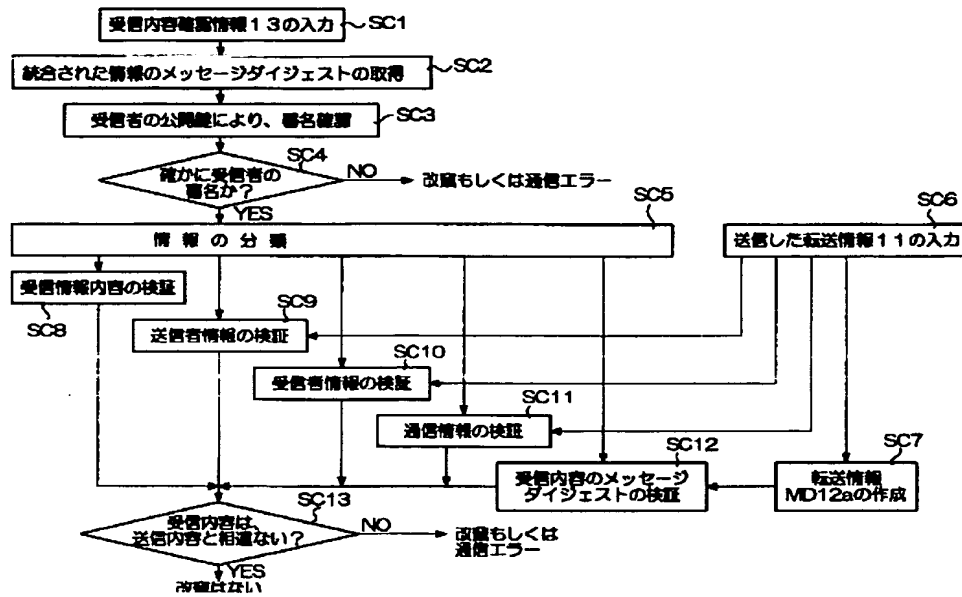 受信内容確認情報13の入力
SC1
統合された情報のメッセージダイジェストの取得
SC2
受信者の公開鍵により、署名確認
SC3
SC4
確かに受信者の
署名か?
NO
改竄もしくは通信エラー
YES
SC5
SC6
情報の分類
送信した転送情報11の入力
受信情報内容の検証
SC8
SC9
送信者情報の検証
SC10
受信者情報の検証
SC11
通信情報の検証
SC12
SC7
受信内容のメッセージ
ダイジェストの検証
転送情報
MD12aの作成
SC13
受信内容は、
送信内容と相違ない?
NO
改竄もしくは
通信エラー
YES
改竄はない